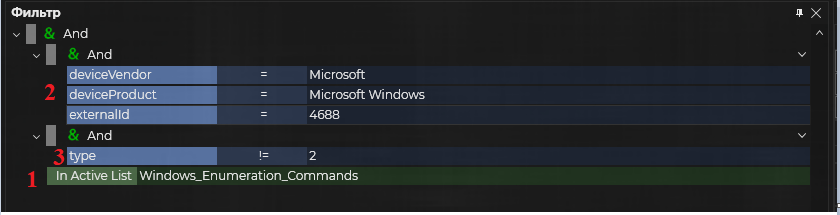 Фильтр
& And
& And
deviceVendor = Microsoft
2 deviceProduct = Microsoft Windows
externalId = 4688
& And
3 type != 2
1 In Active List Windows_Enumeration_Commands